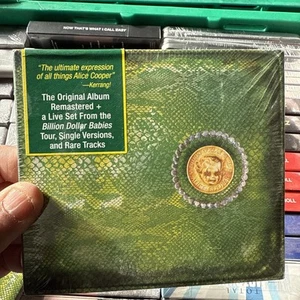 NOW THAT'S WHAT I CALL EASY
"The ultimate expression
of all things Alice Cooper"
—Kerrang!
The Original Album
Remastered +
a Live Set From the
Billion Dollar Babies
Tour, Single Versions,
and Rare Tracks